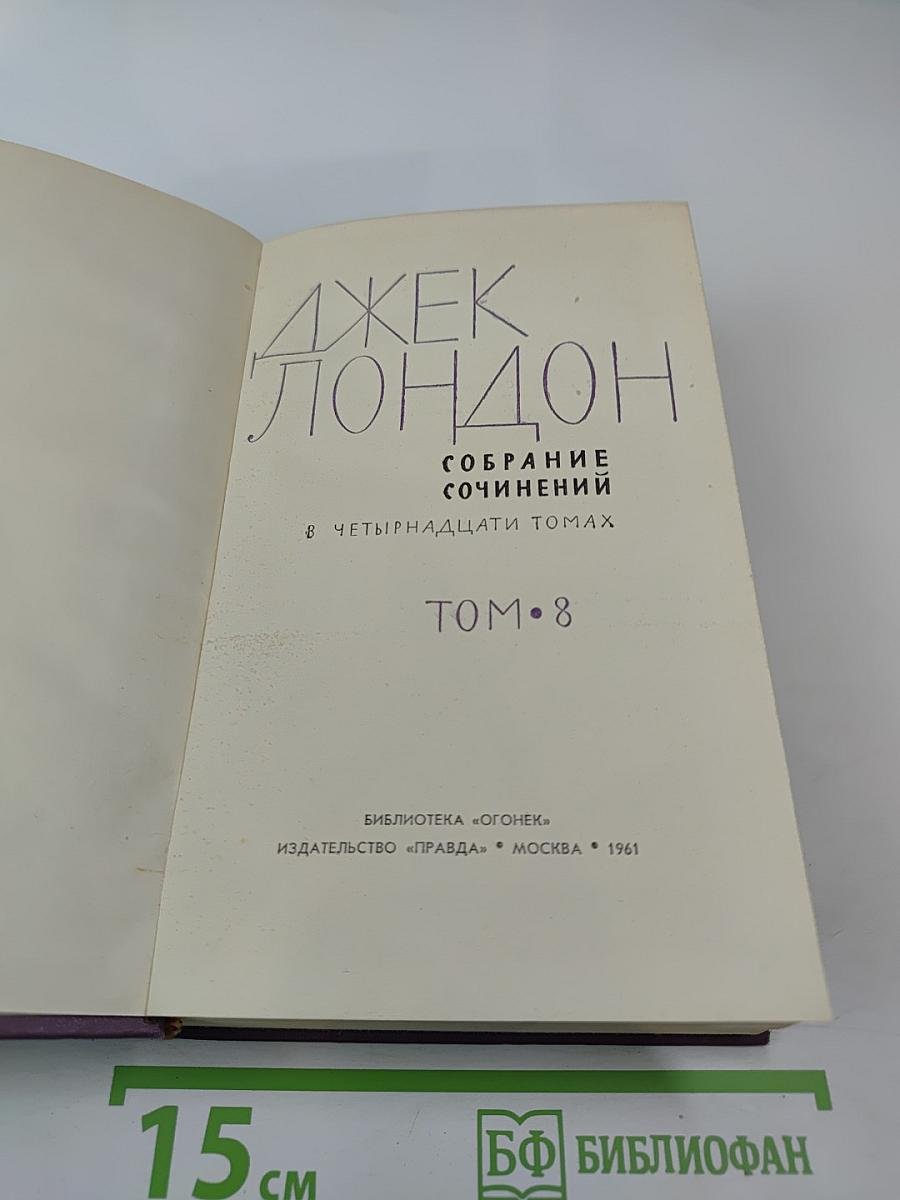 ДЖЕК
ЛОНДОН
СОБРАНИЕ
СОЧИНЕНИЙ
В ЧЕТЫРНАДЦАТИ ТОМАХ
ТОМ • 8
БИБЛИОТЕКА «ОГОНЕК»
ИЗДАТЕЛЬСТВО «ПРАВДА» • МОСКВА • 1961
15 см
БФ БИБЛИОФАН